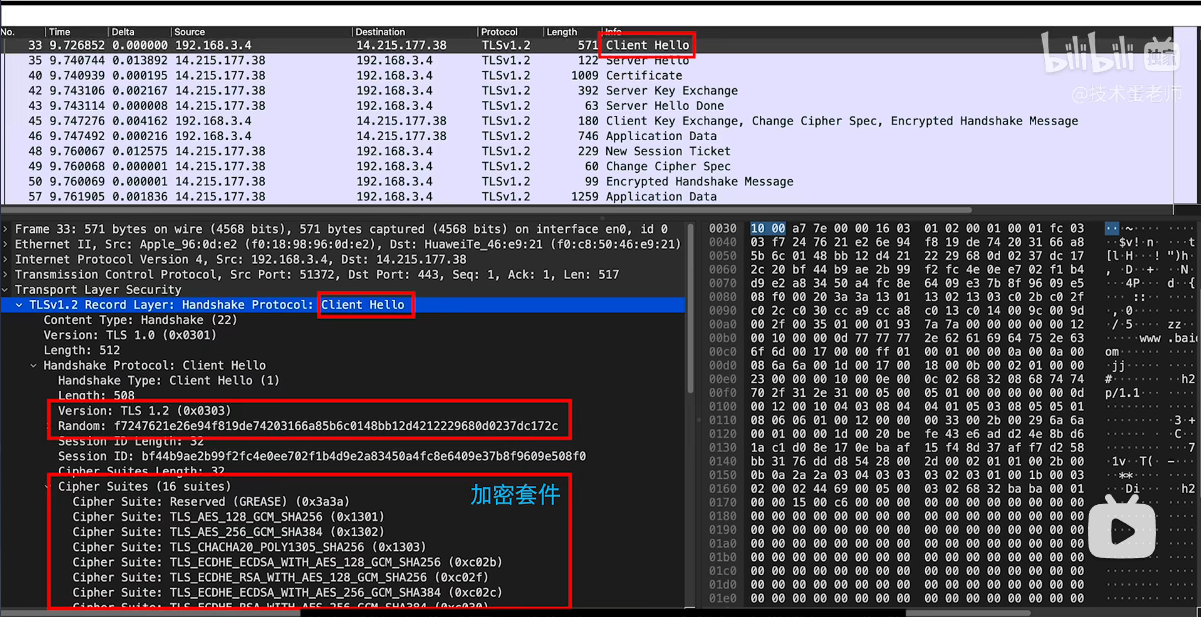 No. Time Delta Source Destination Protocol Length Info
33 9.726852 0.000000 192.168.3.4 14.215.177.38 TLSv1.2 571 Client Hello
35 9.740744 0.013892 14.215.177.38 192.168.3.4 TLSv1.2 122 Server Hello
40 9.740939 0.000195 14.215.177.38 192.168.3.4 TLSv1.2 1009 Certificate
42 9.743106 0.002167 14.215.177.38 192.168.3.4 TLSv1.2 392 Server Key Exchange
43 9.743114 0.000008 14.215.177.38 192.168.3.4 TLSv1.2 63 Server Hello Done
45 9.747276 0.004162 192.168.3.4 14.215.177.38 TLSv1.2 180 Client Key Exchange, Change Cipher Spec, Encrypted Handshake Message
46 9.747492 0.000216 192.168.3.4 14.215.177.38 TLSv1.2 746 Application Data
48 9.760067 0.012575 14.215.177.38 192.168.3.4 TLSv1.2 229 New Session Ticket
49 9.760068 0.000001 14.215.177.38 192.168.3.4 TLSv1.2 60 Change Cipher Spec
50 9.760069 0.000001 14.215.177.38 192.168.3.4 TLSv1.2 99 Encrypted Handshake Message
57 9.761905 0.001836 14.215.177.38 192.168.3.4 TLSv1.2 1259 Application Data
bilibili 独家
@技术蛋老师
Frame 33: 571 bytes on wire (4568 bits), 571 bytes captured (4568 bits) on interface en0, id 0
Ethernet II, Src: Apple_96:0d:e2 (f0:18:98:96:0d:e2), Dst: HuaweiTe_46:e9:21 (f0:c8:50:46:e9:21)
Internet Protocol Version 4, Src: 192.168.3.4, Dst: 14.215.177.38
Transmission Control Protocol, Src Port: 51372, Dst Port: 443, Seq: 1, Ack: 1, Len: 517
Transport Layer Security
TLSv1.2 Record Layer: Handshake Protocol: Client Hello
Content Type: Handshake (22)
Version: TLS 1.0 (0x0301)
Length: 512
Handshake Protocol: Client Hello
Handshake Type: Client Hello (1)
Length: 508
Version: TLS 1.2 (0x0303)
Random: f7247621e26e94f819de74203166a85b6c0148bb12d4212229680d0237dc172c
Session ID Length: 32
Session ID: bf44b9ae2b99f2fc4e0ee702f1b4d9e2a83450a4fc8e6409e37b8f9609e508f0
Cipher Suites Length: 32
Cipher Suites (16 suites)
加密套件
Cipher Suite: Reserved (GREASE) (0x3a3a)
Cipher Suite: TLS_AES_128_GCM_SHA256 (0x1301)
Cipher Suite: TLS_AES_256_GCM_SHA384 (0x1302)
Cipher Suite: TLS_CHACHA20_POLY1305_SHA256 (0x1303)
Cipher Suite: TLS_ECDHE_ECDSA_WITH_AES_128_GCM_SHA256 (0xc02b)
Cipher Suite: TLS_ECDHE_RSA_WITH_AES_128_GCM_SHA256 (0xc02f)
Cipher Suite: TLS_ECDHE_ECDSA_WITH_AES_256_GCM_SHA384 (0xc02c)
Cipher Suite: TLS_ECDHE_RSA_WITH_AES_256_GCM_SHA384 (0xc030)
0030 10 00 a7 7e 00 00 16 03 01 02 00 01 00 01 fc 03
0040 03 f7 24 76 21 e2 6e 94 f8 19 de 74 20 31 66 a8
0050 5b 6c 01 48 bb 12 d4 21 22 29 68 0d 02 37 dc 17
0060 2c 20 bf 44 b9 ae 2b 99 f2 fc 4e 0e e7 02 f1 b4
0070 d9 e2 a8 34 50 a4 fc 8e 64 09 e3 7b 8f 96 09 e5
0080 08 f0 00 20 3a 3a 13 01 13 02 13 03 c0 2b c0 2f
0090 c0 2c c0 30 cc a9 cc a8 c0 13 c0 14 00 9c 00 9d
00a0 00 2f 00 35 01 00 01 93 7a 7a 00 00 00 00 00 12
00b0 00 10 00 00 0d 77 77 77 2e 62 61 69 64 75 2e 63
00c0 6f 6d 00 17 00 00 ff 01 00 01 00 00 0a 00 0a 00
00d0 08 6a 6a 00 1d 00 17 00 18 00 0b 00 02 01 00 00
00e0 23 00 00 00 10 00 0e 00 0c 02 68 32 08 68 74 74
00f0 70 2f 31 2e 31 00 05 00 05 01 00 00 00 00 00 0d
0100 00 12 00 10 04 03 08 04 04 01 05 03 08 05 05 01
0110 08 06 06 01 00 12 00 00 00 33 00 2b 00 29 6a 6a
0120 00 01 00 00 1d 00 20 be fe 43 e6 ad d2 4e 8b d6
0130 1a c1 d0 8e 17 0e ba af 15 f4 8d 37 af f7 d2 58
0140 bb 31 76 dd d8 54 28 00 2d 00 02 01 01 00 2b 00
0150 0b 0a 2a 2a 03 04 03 03 03 02 03 01 00 1b 00 03
0160 02 00 02 44 69 00 05 00 03 02 68 32 ba ba 00 01
0170 00 00 15 00 c6 00 00 00 00 00 00 00 00 00 00 00
0180 00 00 00 00 00 00 00 00 00 00 00 00 00 00 00 00
0190 00 00 00 00 00 00 00 00 00 00 00 00 00 00 00 00
01a0 00 00 00 00 00 00 00 00 00 00 00 00 00 00 00 00
01b0 00 00 00 00 00 00 00 00 00 00 00 00 00 00 00 00
01c0 00 00 00 00 00 00 00 00 00 00 00 00 00 00 00 00
01d0 00 00 00 00 00 00 00 00 00 00 00 00 00 00 00 00
01e0 00 00 00 00 00 00 00 00 00 00 00 00 00 00 00 00